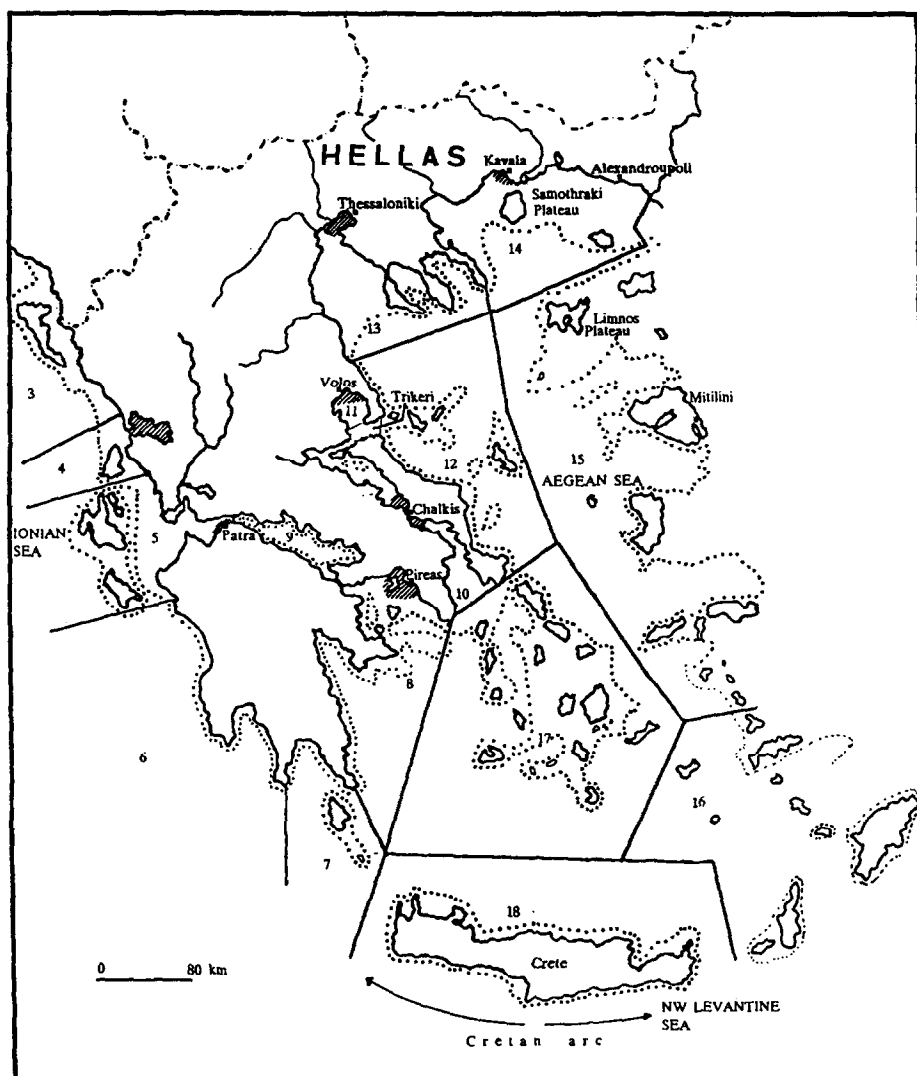 HELLAS
Kavala
Alexandroupoli
Thessaloniki
Samothraki
Plateau
14
13
Limnos
Plateau
3
Volos
11
Trikeri
Mitilini
4
12
15
AEGEAN SEA
IONIAN
SEA
5
Patra
9
Chalkis
Pireas
10
8
6
17
16
7
18
0 80 km
Crete
NW LEVANTINE
SEA
Cretan arc